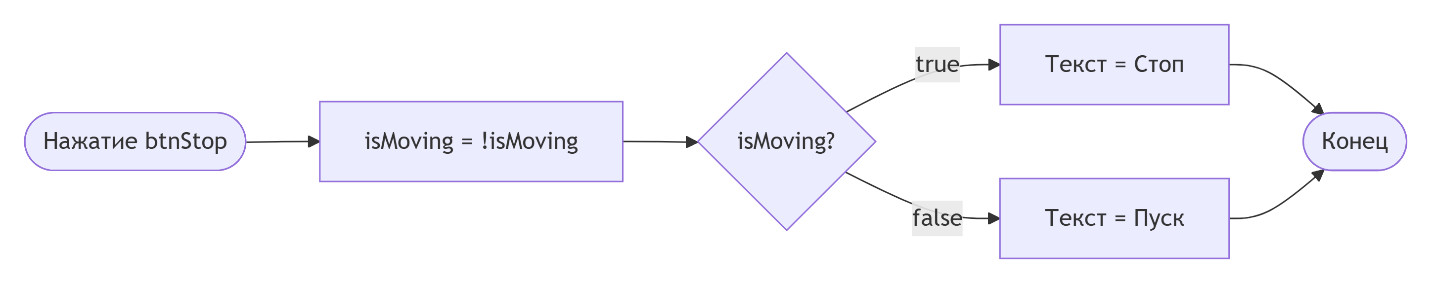 Нажатие btnStop
isMoving = !isMoving
isMoving?
true
Текст = Стоп
false
Текст = Пуск
Конец